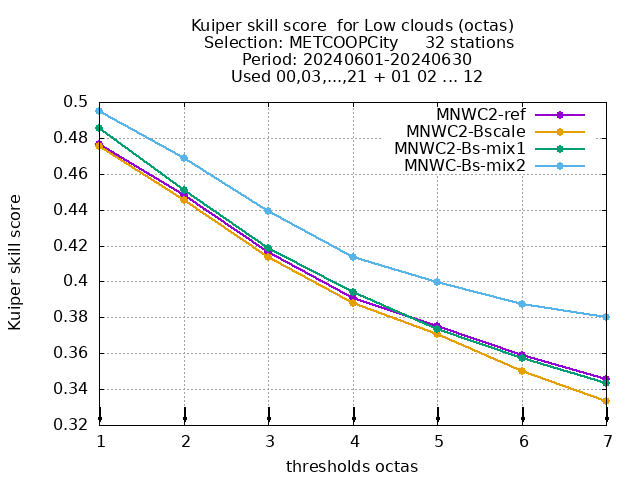 Kuiper skill score  for Low clouds (octas)
Selection: METCOOPCity     32 stations
Period: 20240601-20240630
Used 00,03,...,21 + 01 02 ... 12
MNWC2-ref
MNWC2-Bscale
MNWC2-Bs-mix1
MNWC-Bs-mix2
Kuiper skill score
0.5
0.48
0.46
0.44
0.42
0.4
0.38
0.36
0.34
0.32
1 2 3 4 5 6 7
thresholds octas